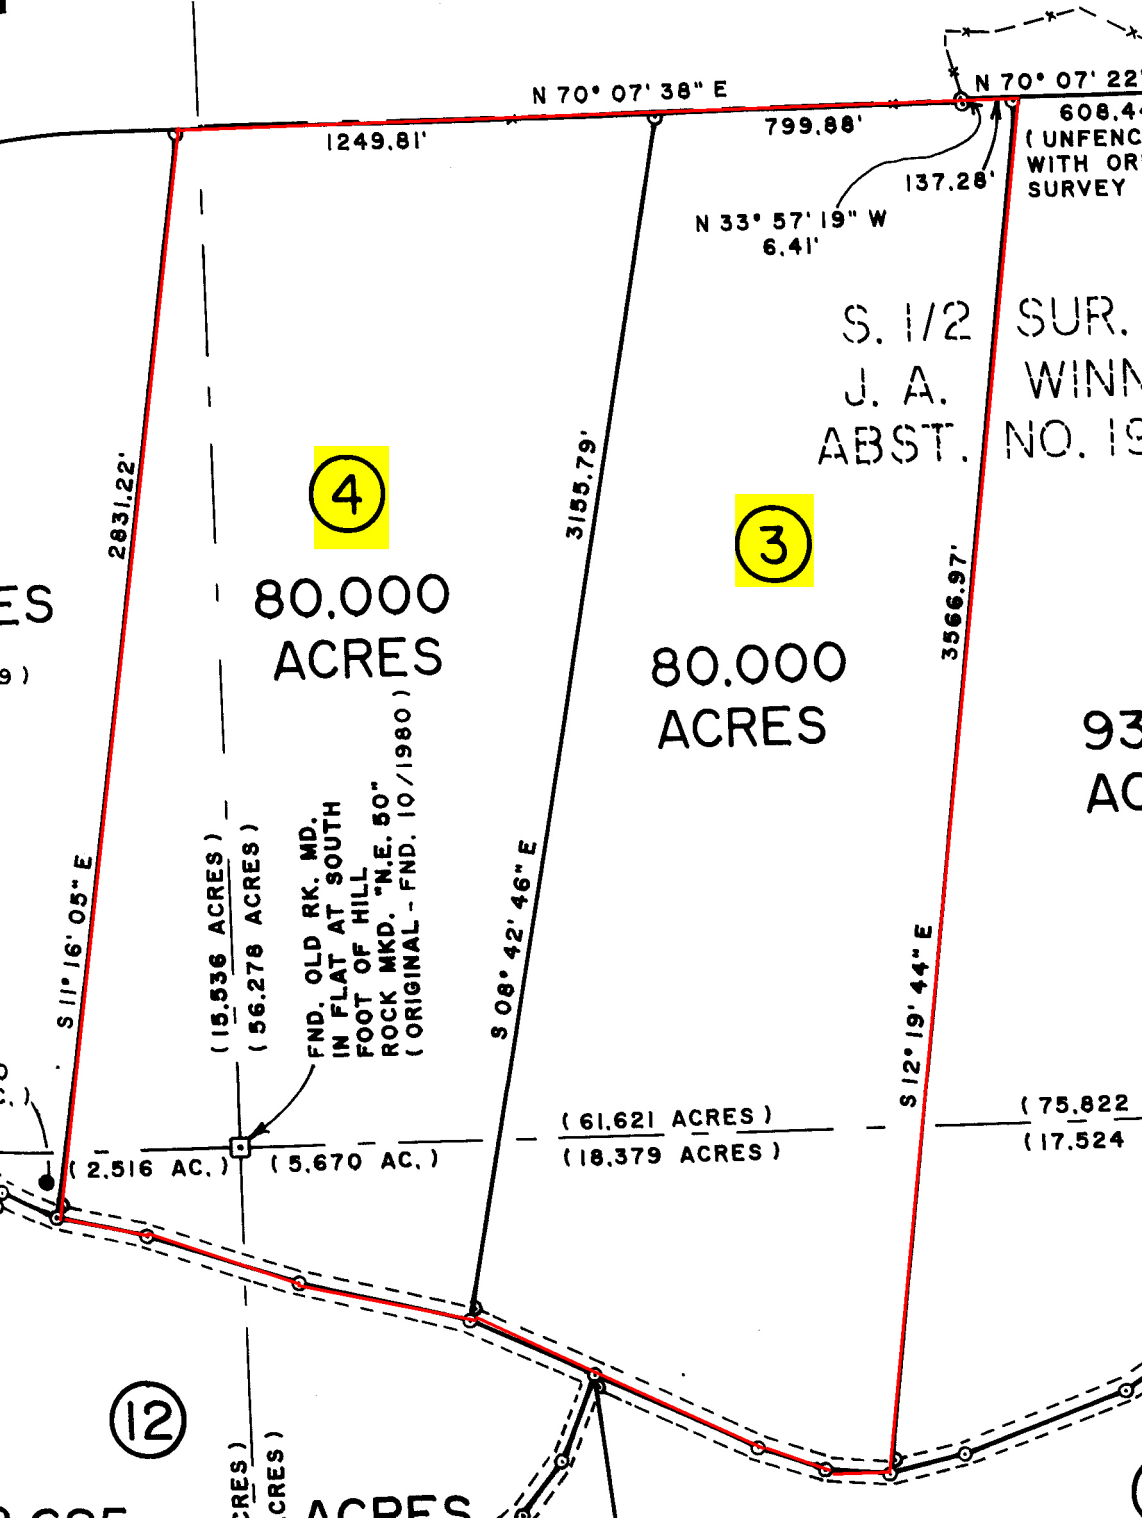 N 70° 07' 38" E
N 70° 07' 22"
1249.81'
799.88'
608.44
( UNFENC
WITH OR
SURVEY
137.28'
N 33° 57' 19" W
6.41'
S. 1/2 SUR.
J. A. WINN
ABST. NO. 19
2831.22'
3155.79'
3566.97'
4
3
80.000
ACRES
80.000
ACRES
ES
9 )
93
AC
S 11° 16' 05" E
S 08° 42' 46" E
S 12° 19' 44" E
( 15.536 ACRES )
( 56.278 ACRES )
FND. OLD RK. MD.
IN FLAT AT SOUTH
FOOT OF HILL
ROCK MKD. "N.E. 50"
( ORIGINAL - FND. 10/1980 )
( 61.621 ACRES )
( 18.379 ACRES )
( 75.822
( 17.524
( 2.516 AC. )
( 5.670 AC. )
C. )
12
CRES )
CRES )
ACRES